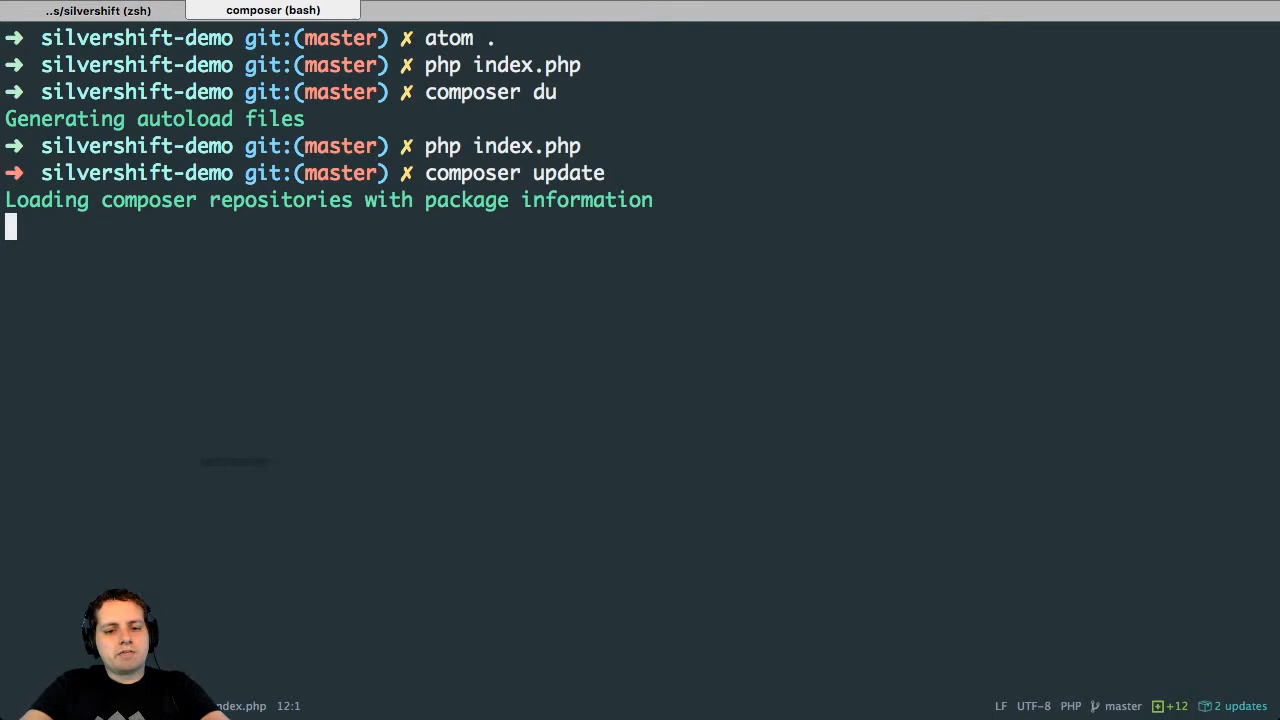 ..s/silvershift (zsh)
composer (bash)
➜ silvershift-demo git:(master) ✗ atom .
➜ silvershift-demo git:(master) ✗ php index.php
➜ silvershift-demo git:(master) ✗ composer du
Generating autoload files
➜ silvershift-demo git:(master) ✗ php index.php
➜ silvershift-demo git:(master) ✗ composer update
Loading composer repositories with package information
ndex.php 12:1 LF UTF-8 PHP master +12 2 updates